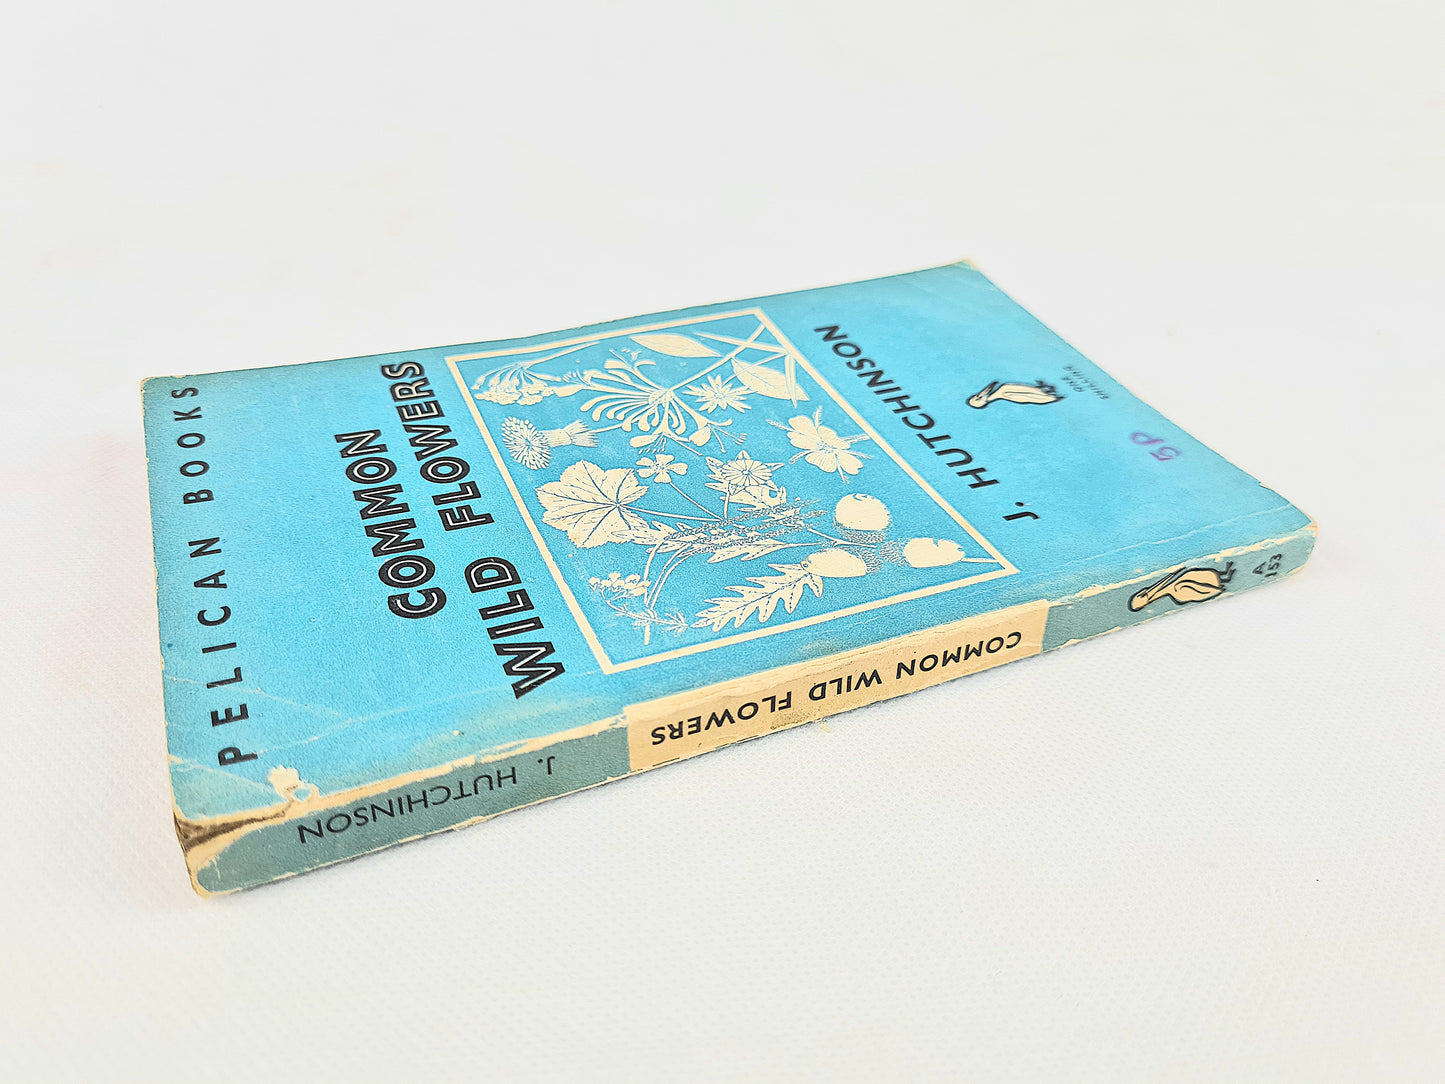 PELICAN BOOKS
COMMON
WILD FLOWERS
J. HUTCHINSON
5P
J. HUTCHINSON
COMMON WILD FLOWERS
A
153